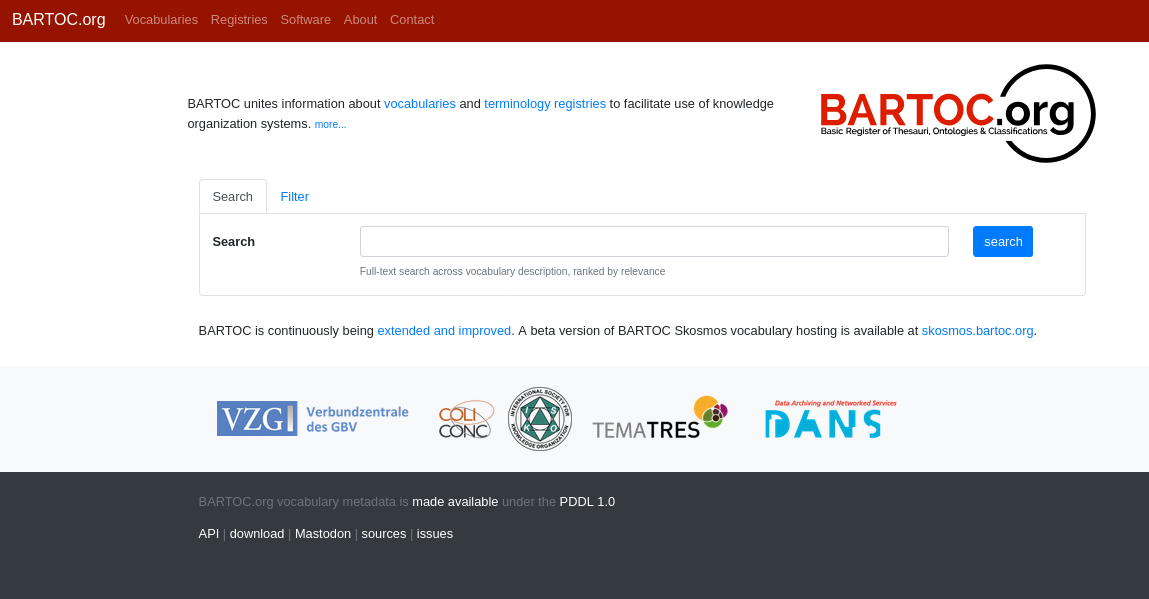 BARTOC.org Vocabularies Registries Software About Contact
BARTOC unites information about vocabularies and terminology registries to facilitate use of knowledge
organization systems. more...
BARTOC.org
Basic Register of Thesauri, Ontologies & Classifications
Search Filter
Search search
Full-text search across vocabulary description, ranked by relevance
BARTOC is continuously being extended and improved. A beta version of BARTOC Skosmos vocabulary hosting is available at skosmos.bartoc.org.
VZG Verbundzentrale
des GBV
COLI
CONC
INTERNATIONAL SOCIETY FOR
KNOWLEDGE ORGANIZATION
I S
K O
TEMATRES
Data Archiving and Networked Services
DANS
BARTOC.org vocabulary metadata is made available under the PDDL 1.0
API | download | Mastodon | sources | issues